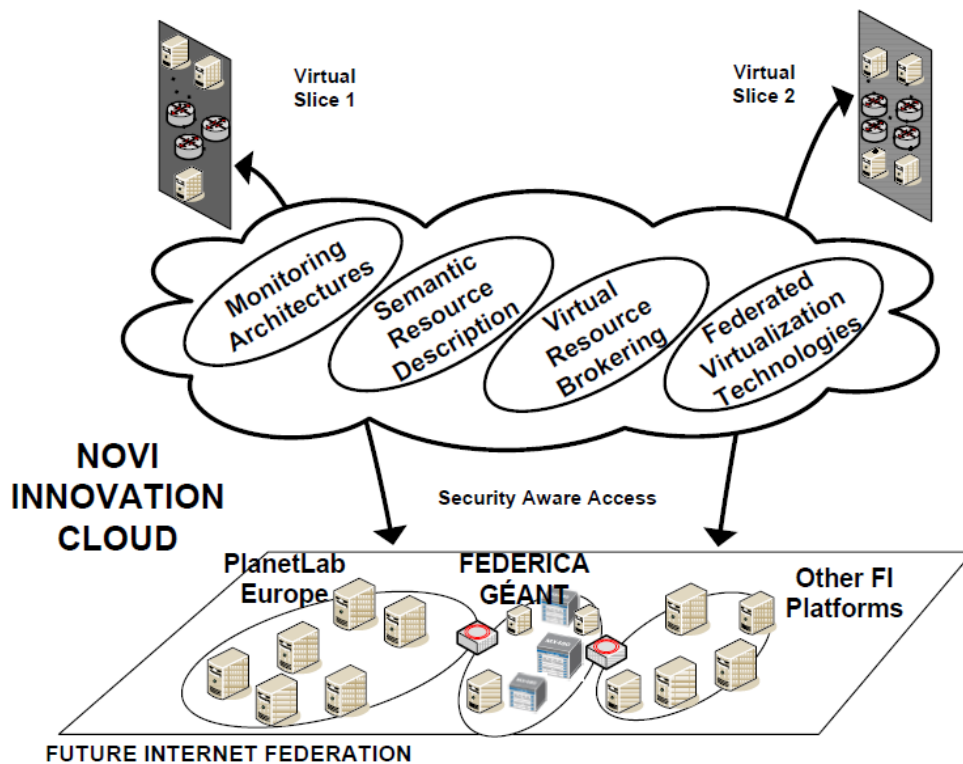 Virtual
Slice 1
Virtual
Slice 2
Monitoring
Architectures
Semantic
Resource
Description
Virtual
Resource
Brokering
Federated
Virtualization
Technologies
NOVI
INNOVATION
CLOUD
Security Aware Access
PlanetLab
Europe
FEDERICA
GÉANT
Other FI
Platforms
FUTURE INTERNET FEDERATION